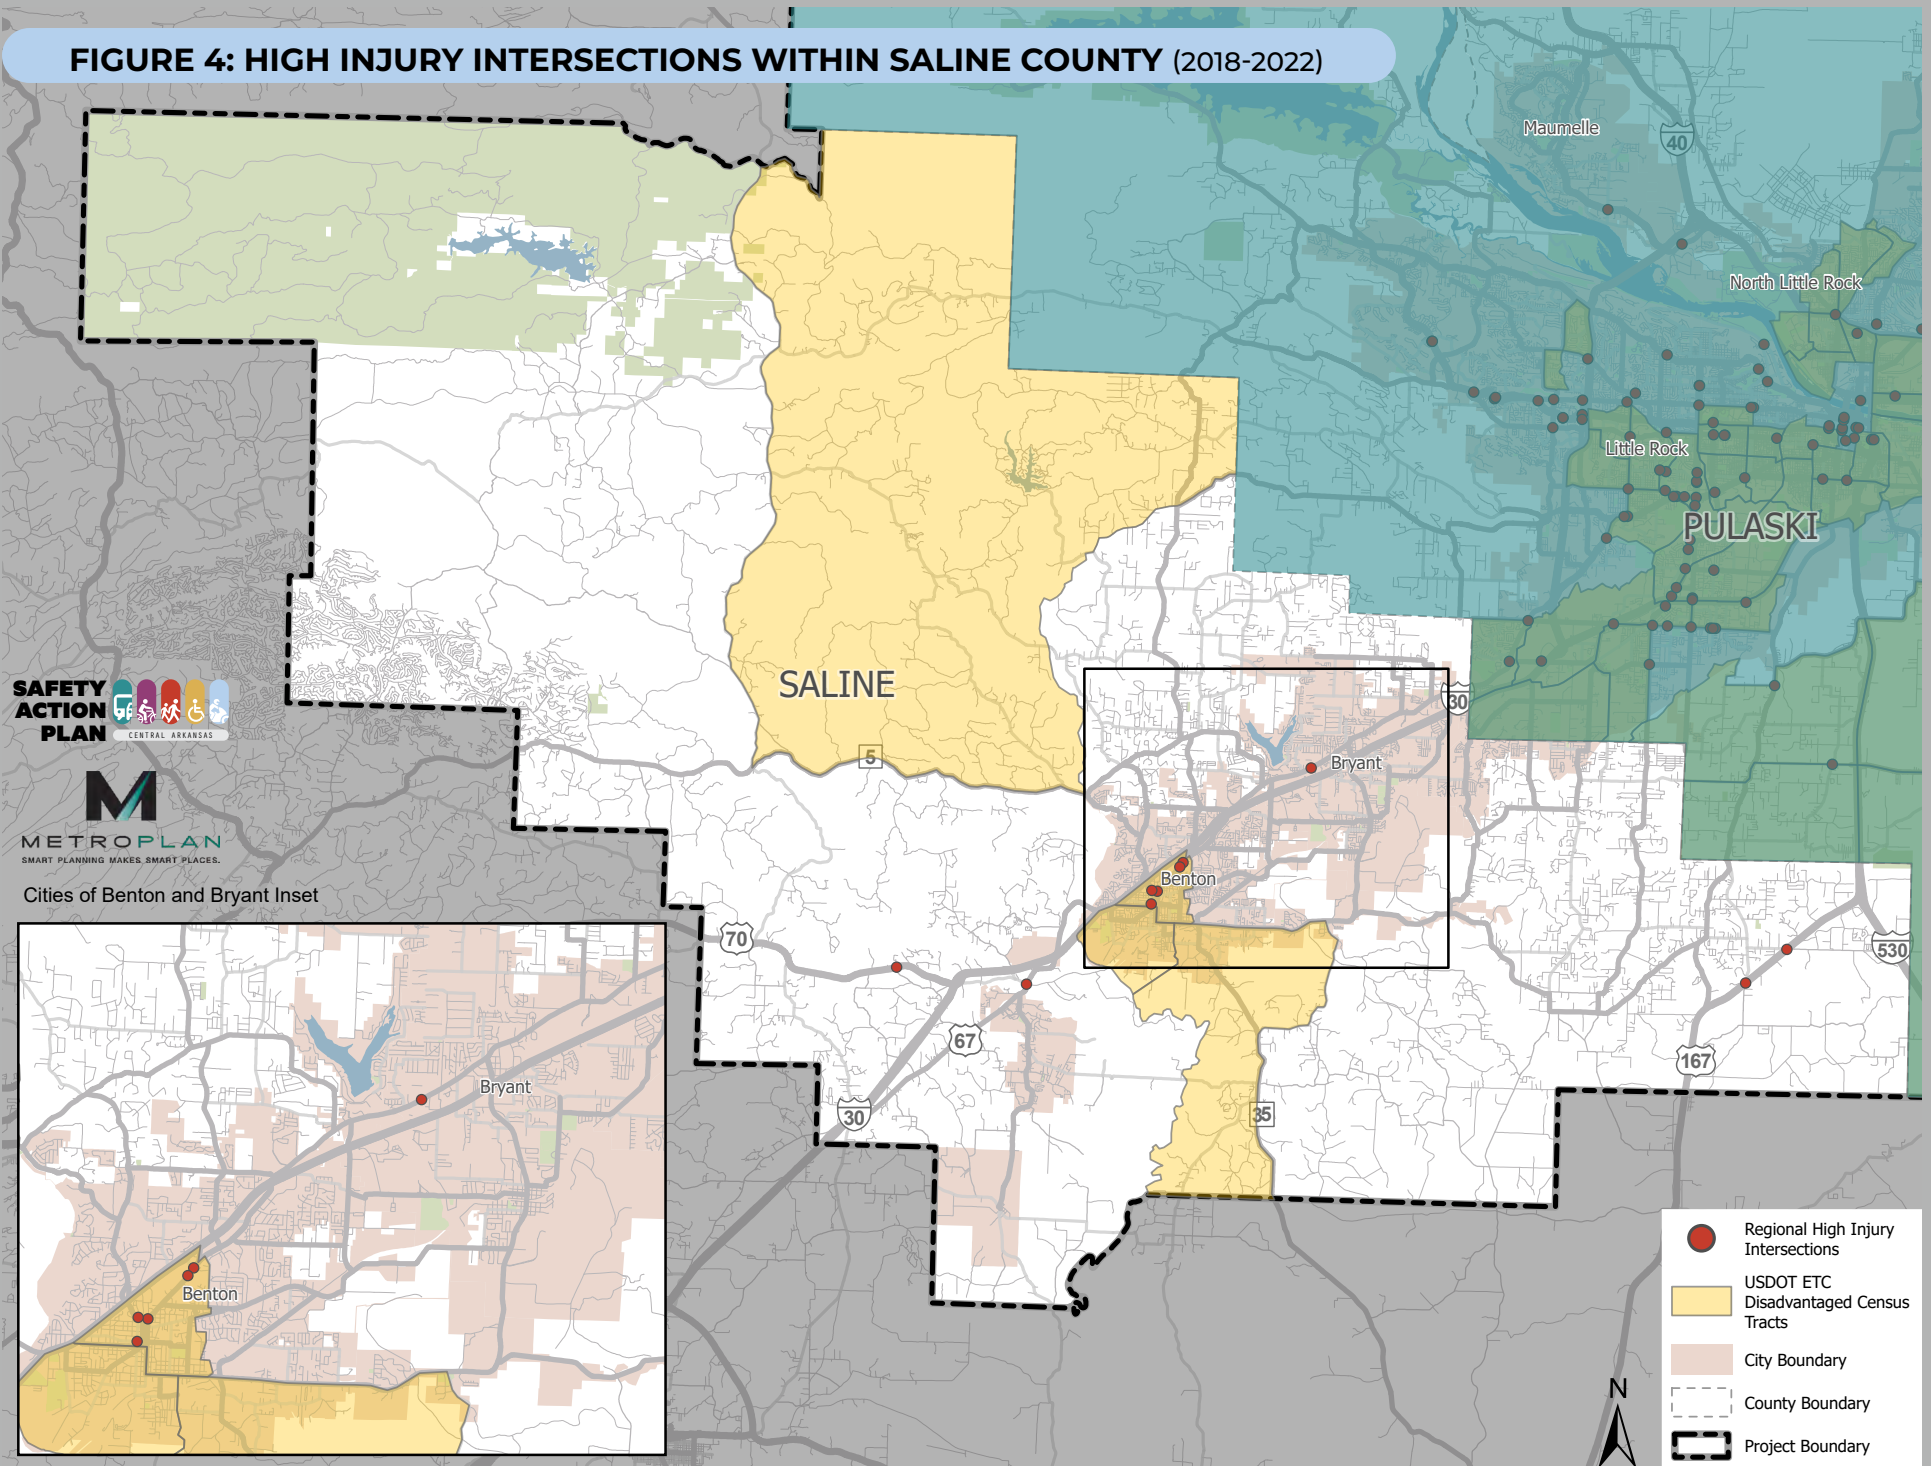 FIGURE 4: HIGH INJURY INTERSECTIONS WITHIN SALINE COUNTY (2018-2022)
Maumelle
40
North Little Rock
Little Rock
PULASKI
SALINE
30
5
Bryant
Benton
70
67
30
35
530
167
SAFETY
ACTION
PLAN
CENTRAL ARKANSAS
METROPLAN
SMART PLANNING MAKES SMART PLACES.
Cities of Benton and Bryant Inset
Bryant
Benton
Regional High Injury
Intersections
USDOT ETC
Disadvantaged Census
Tracts
City Boundary
County Boundary
Project Boundary
N